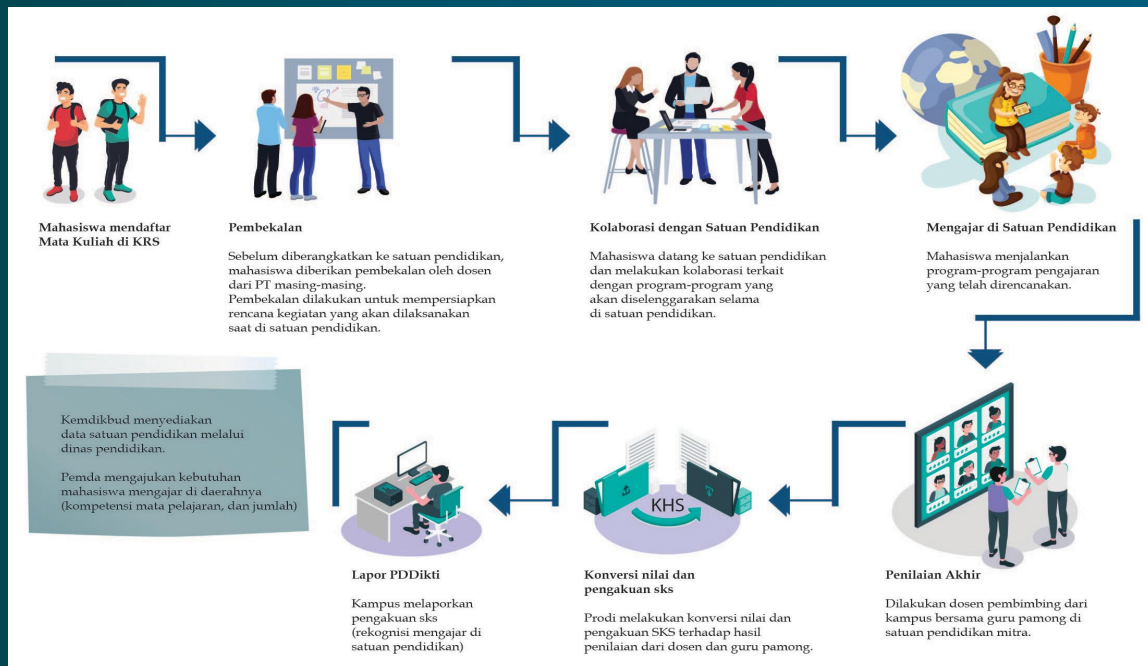 Mahasiswa mendaftar
Mata Kuliah di KRS
Pembekalan
Sebelum diberangkatkan ke satuan pendidikan,
mahasiswa diberikan pembekalan oleh dosen
dari PT masing-masing.
Pembekalan dilakukan untuk mempersiapkan
rencana kegiatan yang akan dilaksanakan
saat di satuan pendidikan.
Kolaborasi dengan Satuan Pendidikan
Mahasiswa datang ke satuan pendidikan
dan melakukan kolaborasi terkait
dengan program-program yang
akan diselenggarakan selama
di satuan pendidikan.
Mengajar di Satuan Pendidikan
Mahasiswa menjalankan
program-program pengajaran
yang telah direncanakan.
Penilaian Akhir
Dilakukan dosen pembimbing dari
kampus bersama guru pamong di
satuan pendidikan mitra.
KHS
Konversi nilai dan
pengakuan sks
Prodi melakukan konversi nilai dan
pengakuan SKS terhadap hasil
penilaian dari dosen dan guru pamong.
Lapor PDDikti
Kampus melaporkan
pengakuan sks
(rekognisi mengajar di
satuan pendidikan)
Kemdikbud menyediakan
data satuan pendidikan melalui
dinas pendidikan.
Pemda mengajukan kebutuhan
mahasiswa mengajar di daerahnya
(kompetensi mata pelajaran, dan jumlah)